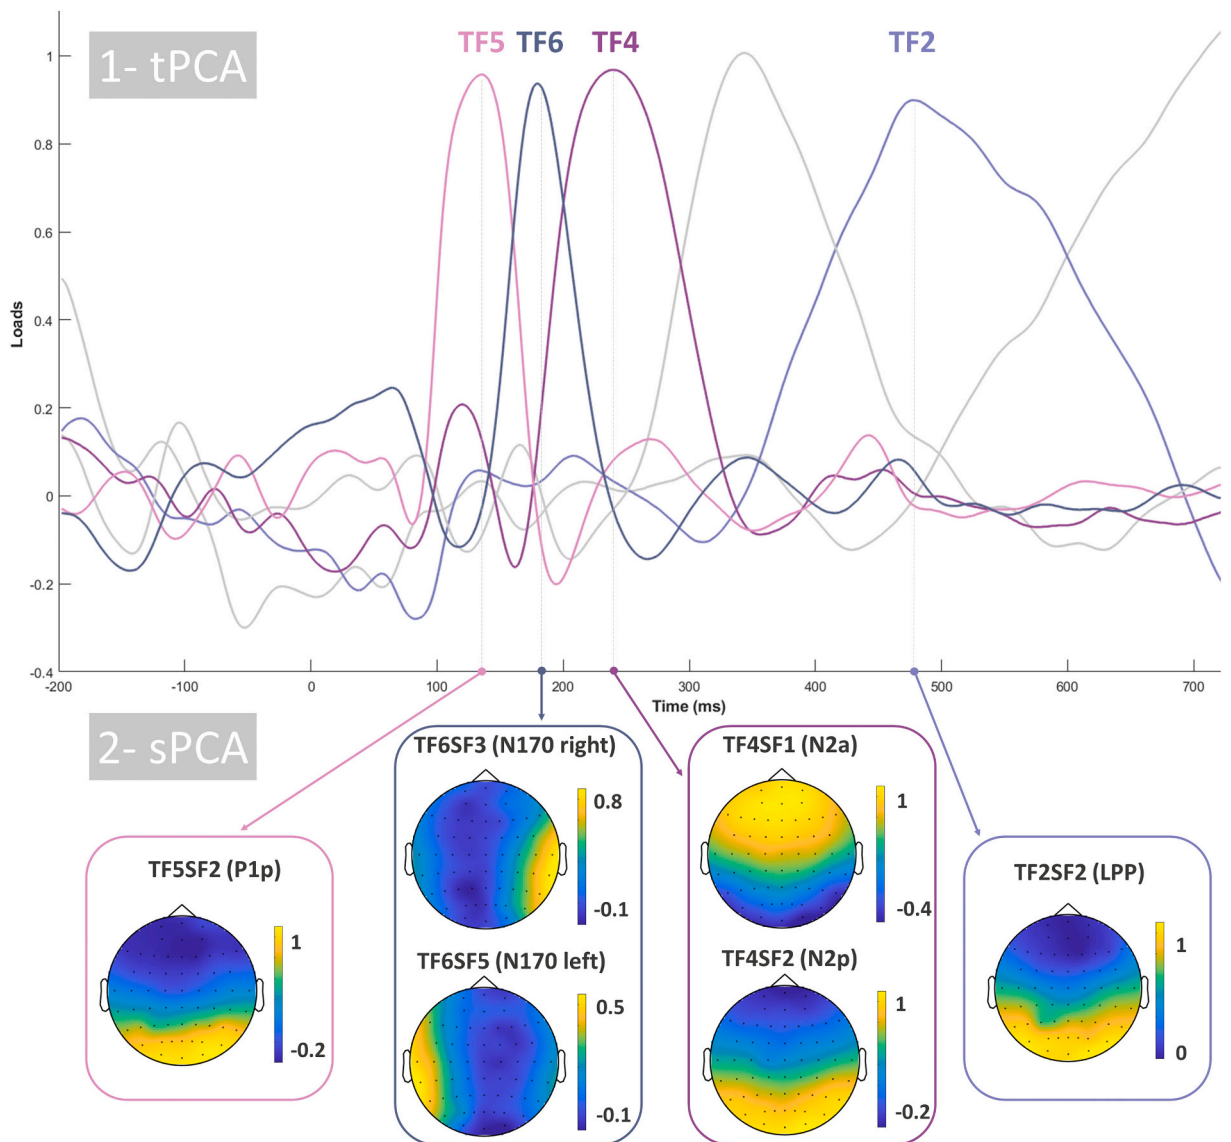 1- tPCA
TF5 TF6 TF4 TF2
1
0.8
0.6
0.4
0.2
0
-0.2
-0.4
Loads
-200 -100 0 100 200 300 400 500 600 700
Time (ms)
2- sPCA
TF5SF2 (P1p)
1
-0.2
TF6SF3 (N170 right)
0.8
-0.1
TF6SF5 (N170 left)
0.5
-0.1
TF4SF1 (N2a)
1
-0.4
TF4SF2 (N2p)
1
-0.2
TF2SF2 (LPP)
1
0